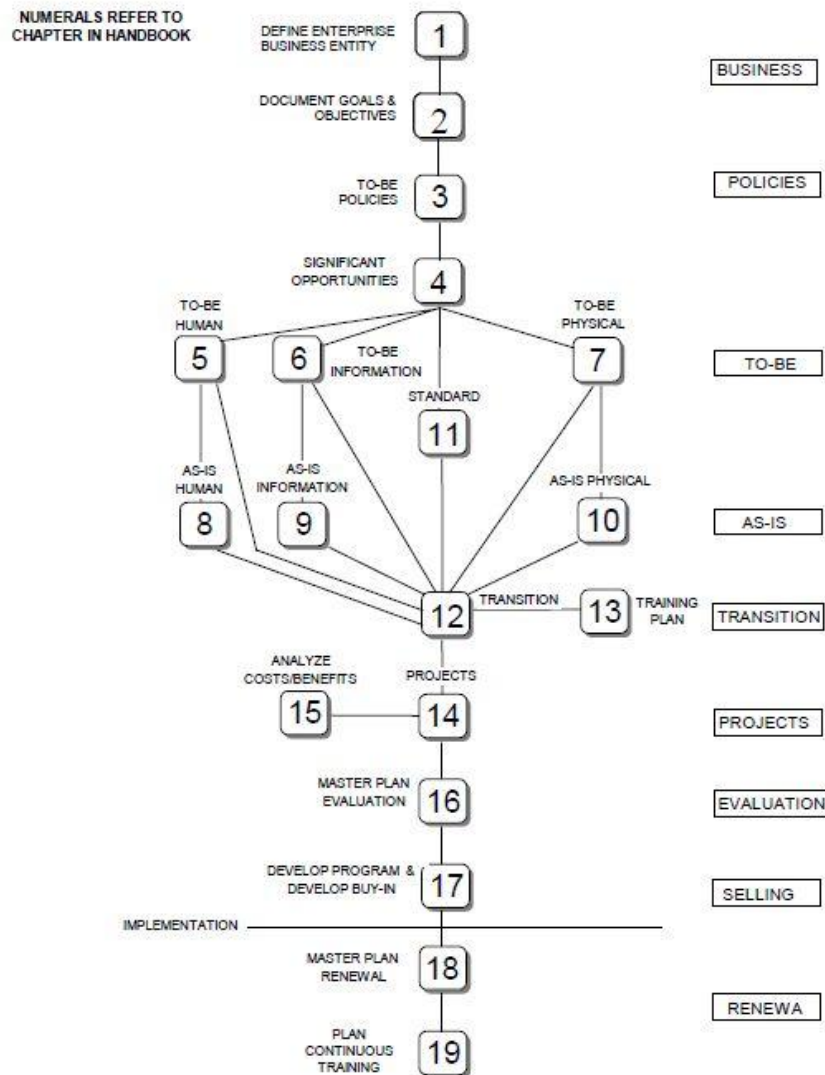 NUMERALS REFER TO
CHAPTER IN HANDBOOK
DEFINE ENTERPRISE
BUSINESS ENTITY
1
BUSINESS
DOCUMENT GOALS &
OBJECTIVES
2
TO-BE
POLICIES
3
POLICIES
SIGNIFICANT
OPPORTUNITIES
4
TO-BE
HUMAN
5
6
TO-BE
INFORMATION
TO-BE
PHYSICAL
7
TO-BE
STANDARD
11
AS-IS
HUMAN
8
AS-IS
INFORMATION
9
AS-IS PHYSICAL
10
AS-IS
12
TRANSITION
13
TRAINING
PLAN
TRANSITION
ANALYZE
COSTS/BENEFITS
15
PROJECTS
14
PROJECTS
MASTER PLAN
EVALUATION
16
EVALUATION
DEVELOP PROGRAM &
DEVELOP BUY-IN
17
SELLING
IMPLEMENTATION
MASTER PLAN
RENEWAL
18
RENEWA
PLAN
CONTINUOUS
TRAINING
19